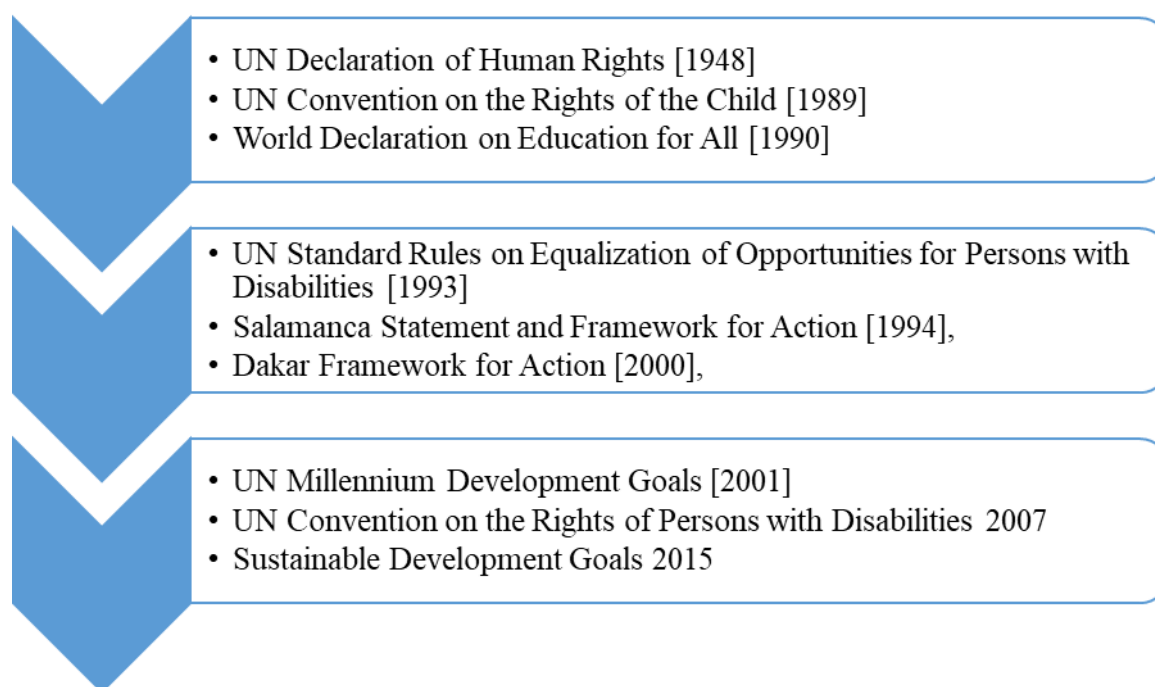 • UN Declaration of Human Rights [1948]
• UN Convention on the Rights of the Child [1989]
• World Declaration on Education for All [1990]
• UN Standard Rules on Equalization of Opportunities for Persons with
Disabilities [1993]
• Salamanca Statement and Framework for Action [1994],
• Dakar Framework for Action [2000],
• UN Millennium Development Goals [2001]
• UN Convention on the Rights of Persons with Disabilities 2007
• Sustainable Development Goals 2015